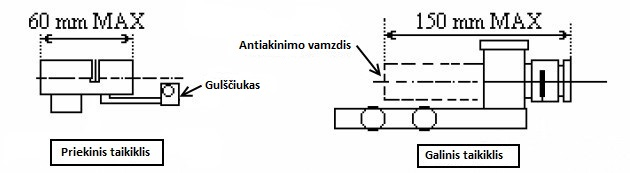 60 mm MAX
150 mm MAX
Antiakinimo vamzdis
Gulščiukas
Priekinis taikiklis
Galinis taikiklis